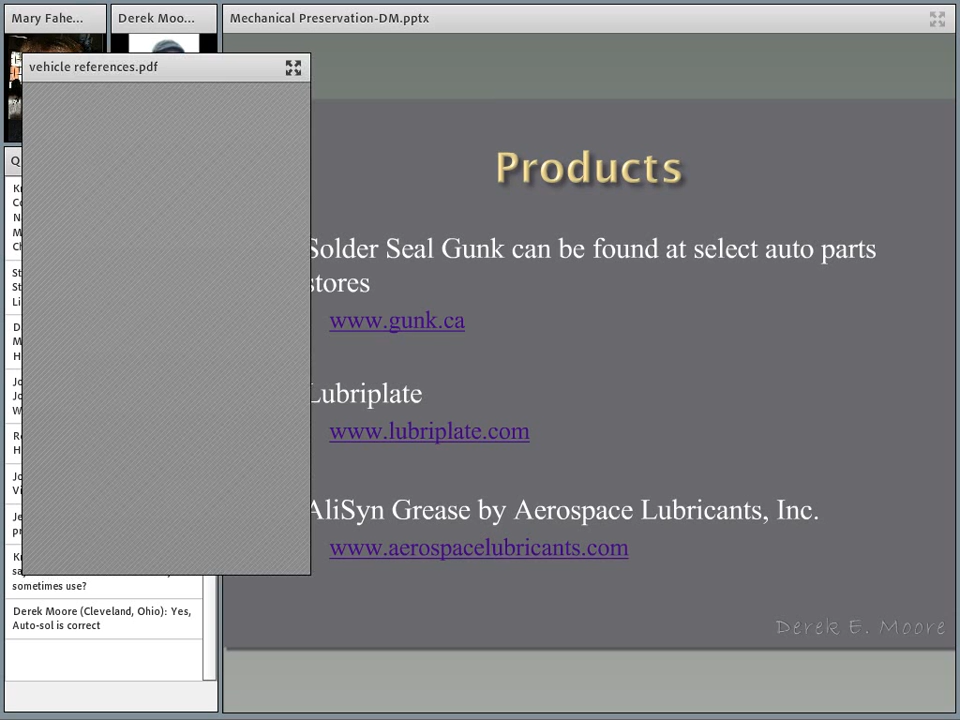 Mary Fahe...
Derek Moo...
Mechanical Preservation-DM.pptx
vehicle references.pdf
Products
Solder Seal Gunk can be found at select auto parts
stores
www.gunk.ca
Lubriplate
www.lubriplate.com
AliSyn Grease by Aerospace Lubricants, Inc.
www.aerospacelubricants.com
Derek E. Moore
sometimes use?
Derek Moore (Cleveland, Ohio): Yes,
Auto-sol is correct